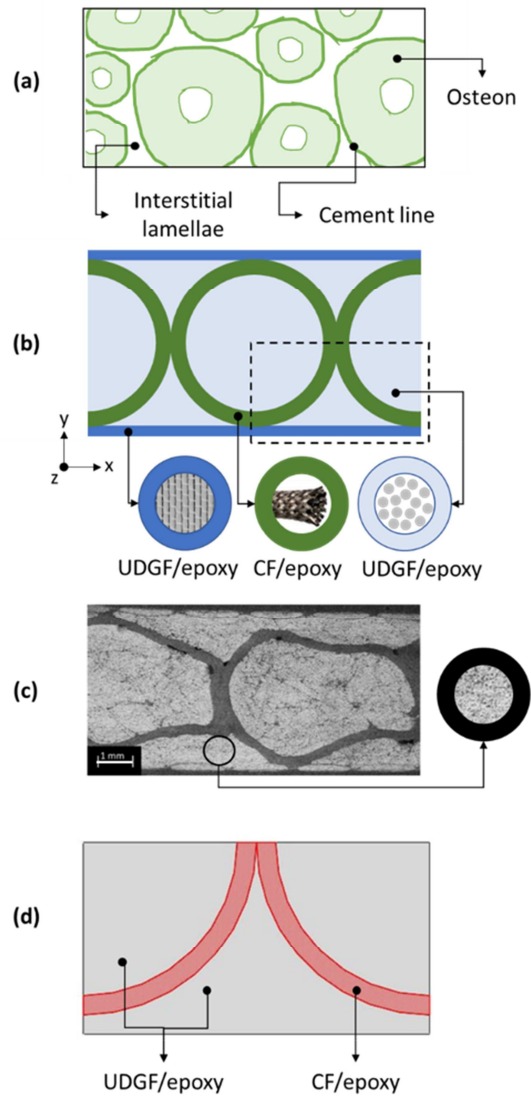 (a)
Osteon
Interstitial
lamellae
Cement line
(b)
y
z
x
UDGF/epoxy
CF/epoxy
UDGF/epoxy
(c)
1 mm
(d)
UDGF/epoxy
CF/epoxy